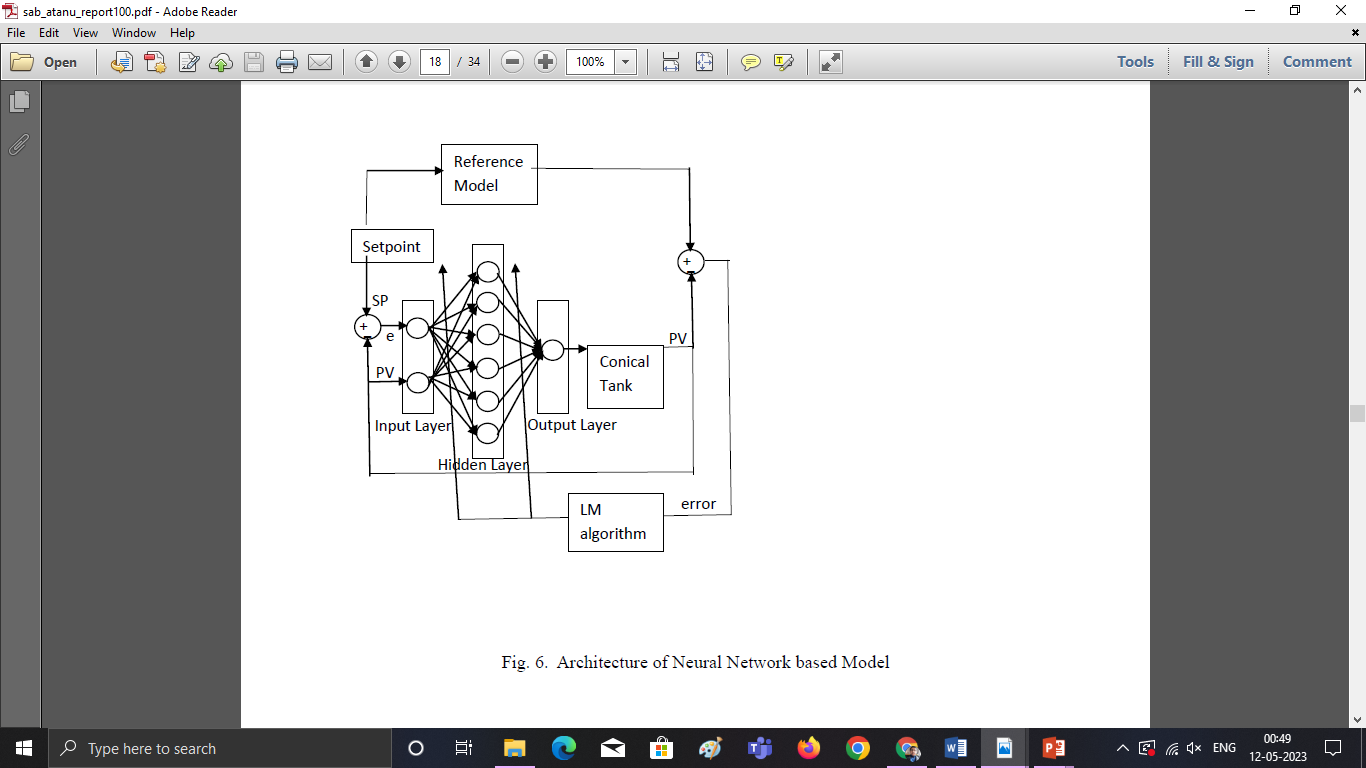 sab_atanu_report100.pdf - Adobe Reader
File Edit View Window Help
Open
18 / 34
100%
Tools Fill & Sign Comment
Reference
Model
Setpoint
+
SP
+
e
PV
PV
Conical
Tank
Input Layer
Output Layer
Hidden Layer
LM
algorithm
error
Fig. 6. Architecture of Neural Network based Model
Type here to search
ENG
00:49
12-05-2023